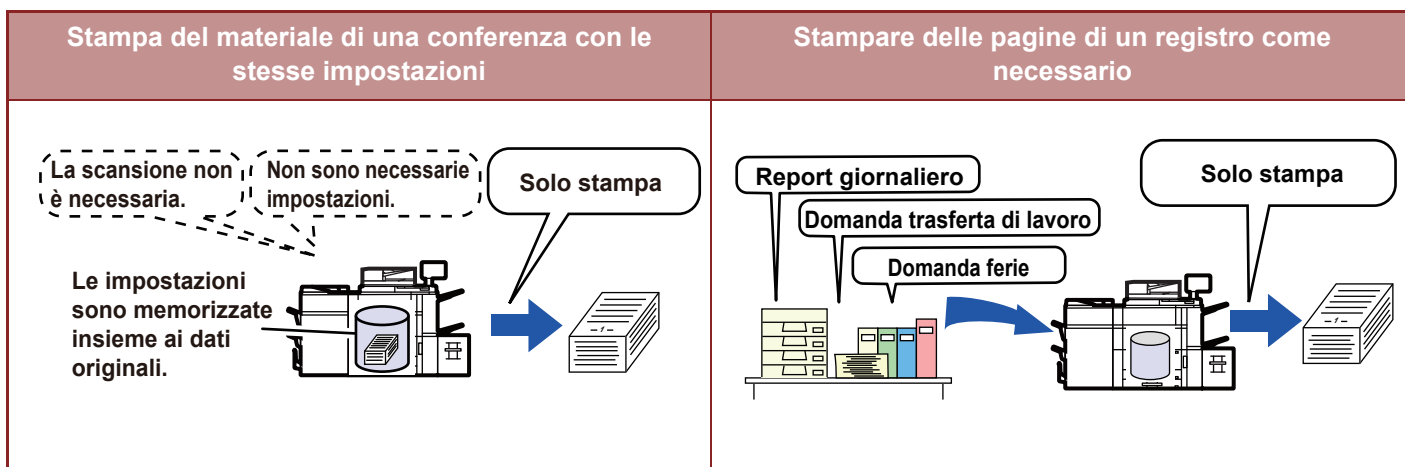 Stampa del materiale di una conferenza con le
stesse impostazioni
Stampare delle pagine di un registro come
necessario
La scansione non
è necessaria.
Non sono necessarie
impostazioni.
Solo stampa
Le impostazioni
sono memorizzate
insieme ai dati
originali.
–1–
Report giornaliero
Domanda trasferta di lavoro
Domanda ferie
Solo stampa
–1–